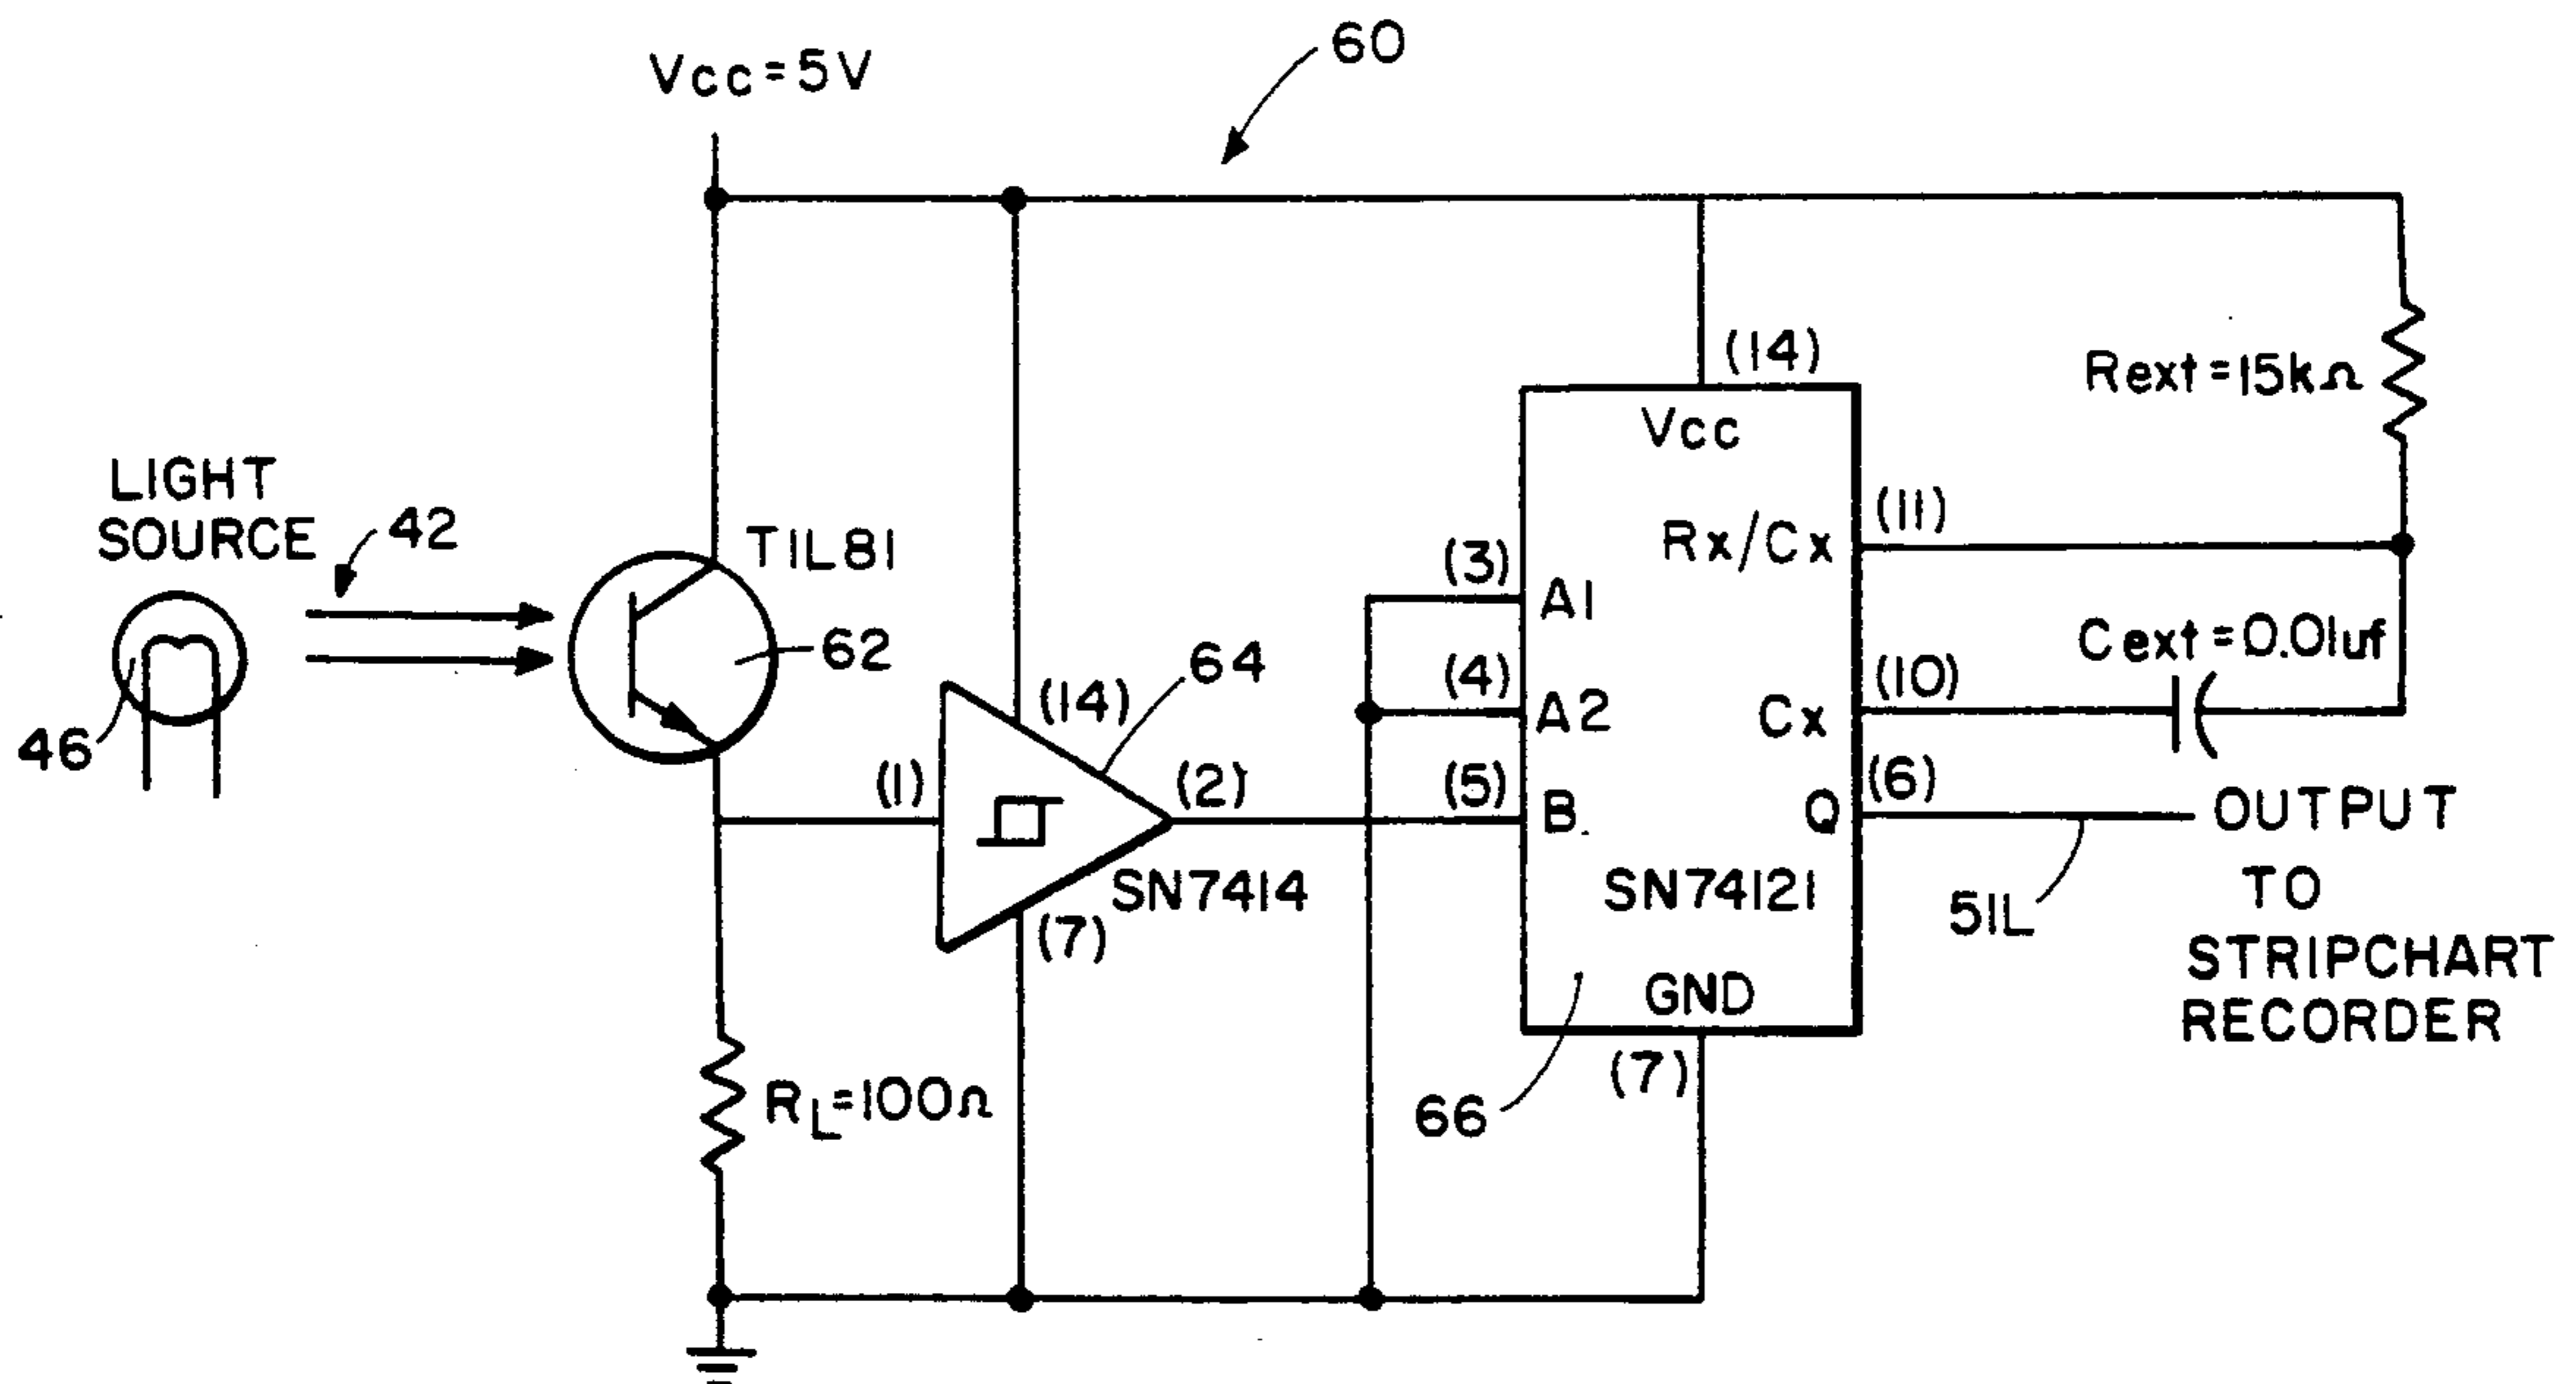 60
Vcc=5V
(14)
Vcc
Rext=15kΩ
LIGHT
SOURCE
42
TIL81
Rx/Cx
(11)
(3)
A1
Cext=0.01uf
62
64
(4)
A2
Cx
(10)
46
(14)
(1)
(2)
(5)
B
Q
(6)
OUTPUT
TO
STRIPCHART
RECORDER
SN7414
SN74121
51L
(7)
GND
(7)
66
RL=100Ω